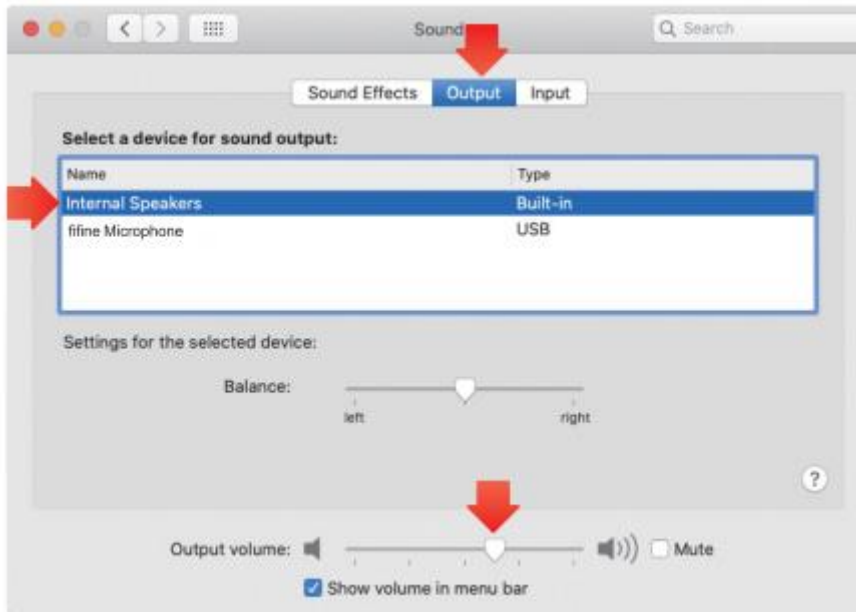 Sound
Search
Sound Effects Output Input
Select a device for sound output:
Name Type
Internal Speakers Built-in
fifine Microphone USB
Settings for the selected device:
Balance:
left right
?
Output volume: Mute
Show volume in menu bar